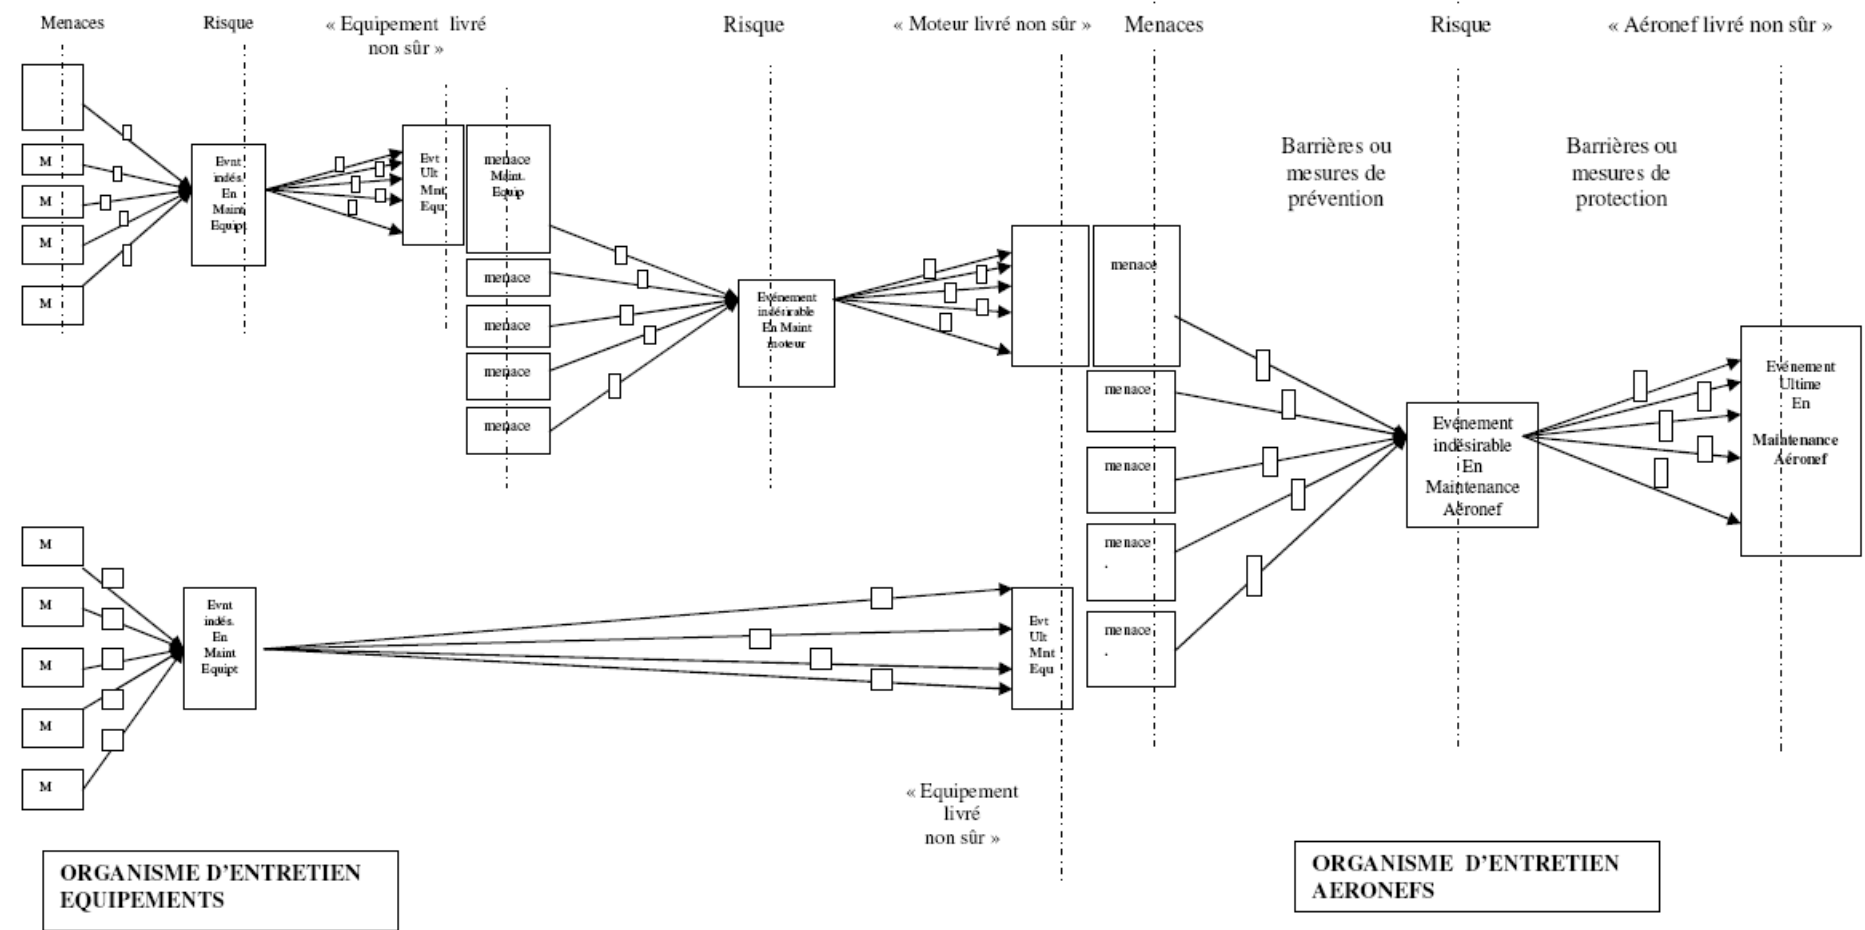 Menaces
Risque
« Equipement livré
non sûr »
Risque
« Moteur livré non sûr »
Menaces
Risque
« Aéronef livré non sûr »
Barrières ou
mesures de
prévention
Barrières ou
mesures de
protection
M
M
M
M
Evnt
indés.
En
Maint
Equipt
Evt
Ult
Mnt
Equ
menace
Maint.
Equip
menace
menace
menace
menace
Evénement
indésirable
En Maint
moteur
menace
menace
menace
menace
.
menace
.
Evénement
indésirable
En
Maintenance
Aéronef
Evénement
Ultime
En
Maintenance
Aéronef
M
M
M
M
M
Evnt
indés.
En
Maint
Equipt
Evt
Ult
Mnt
Equ
« Equipement
livré
non sûr »
ORGANISME D’ENTRETIEN
EQUIPEMENTS
ORGANISME D’ENTRETIEN
AERONEFS